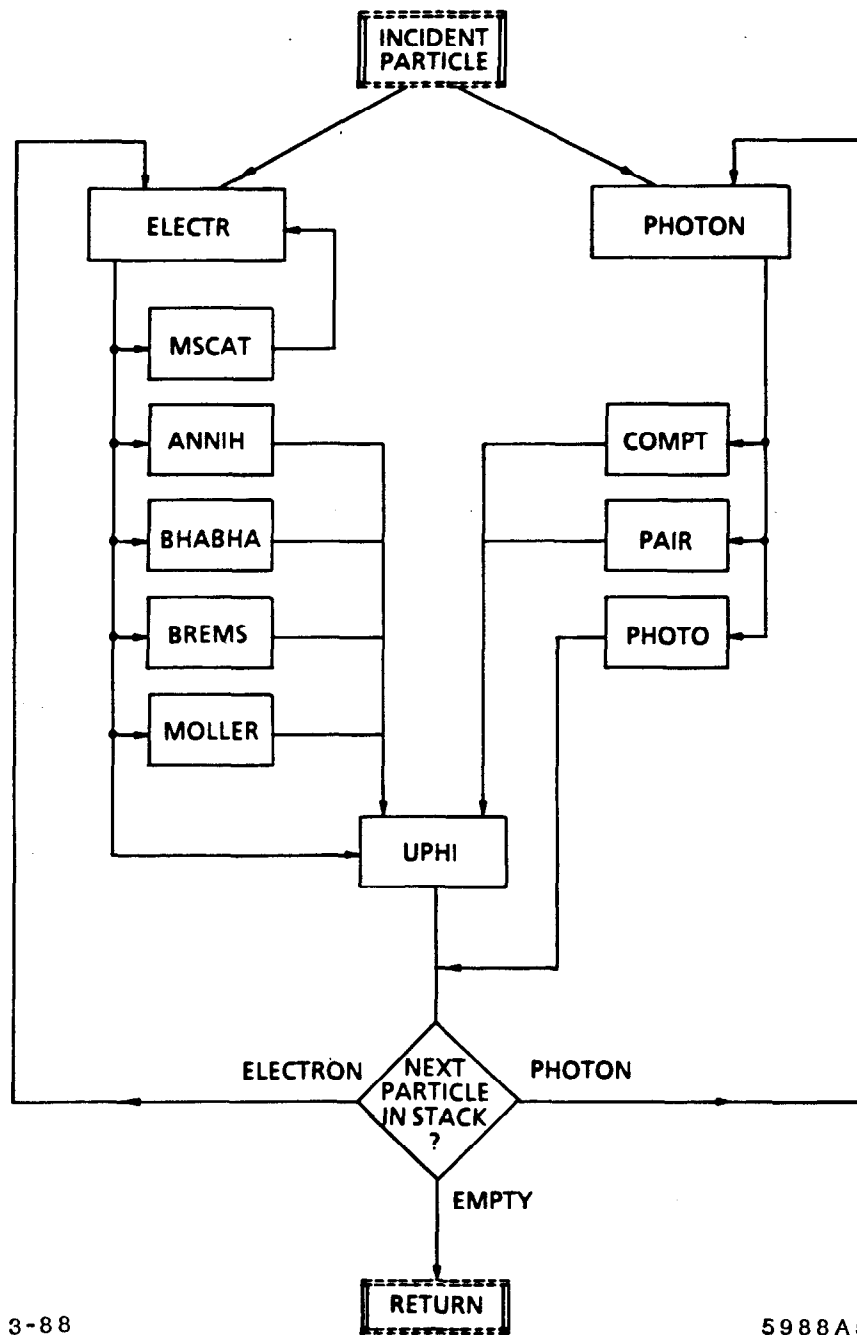 INCIDENT
PARTICLE
ELECTR
PHOTON
MSCAT
ANNIH
COMPT
BHABHA
PAIR
BREMS
PHOTO
MOLLER
UPHI
ELECTRON
NEXT
PARTICLE
IN STACK
?
PHOTON
EMPTY
RETURN
3-88
5988A